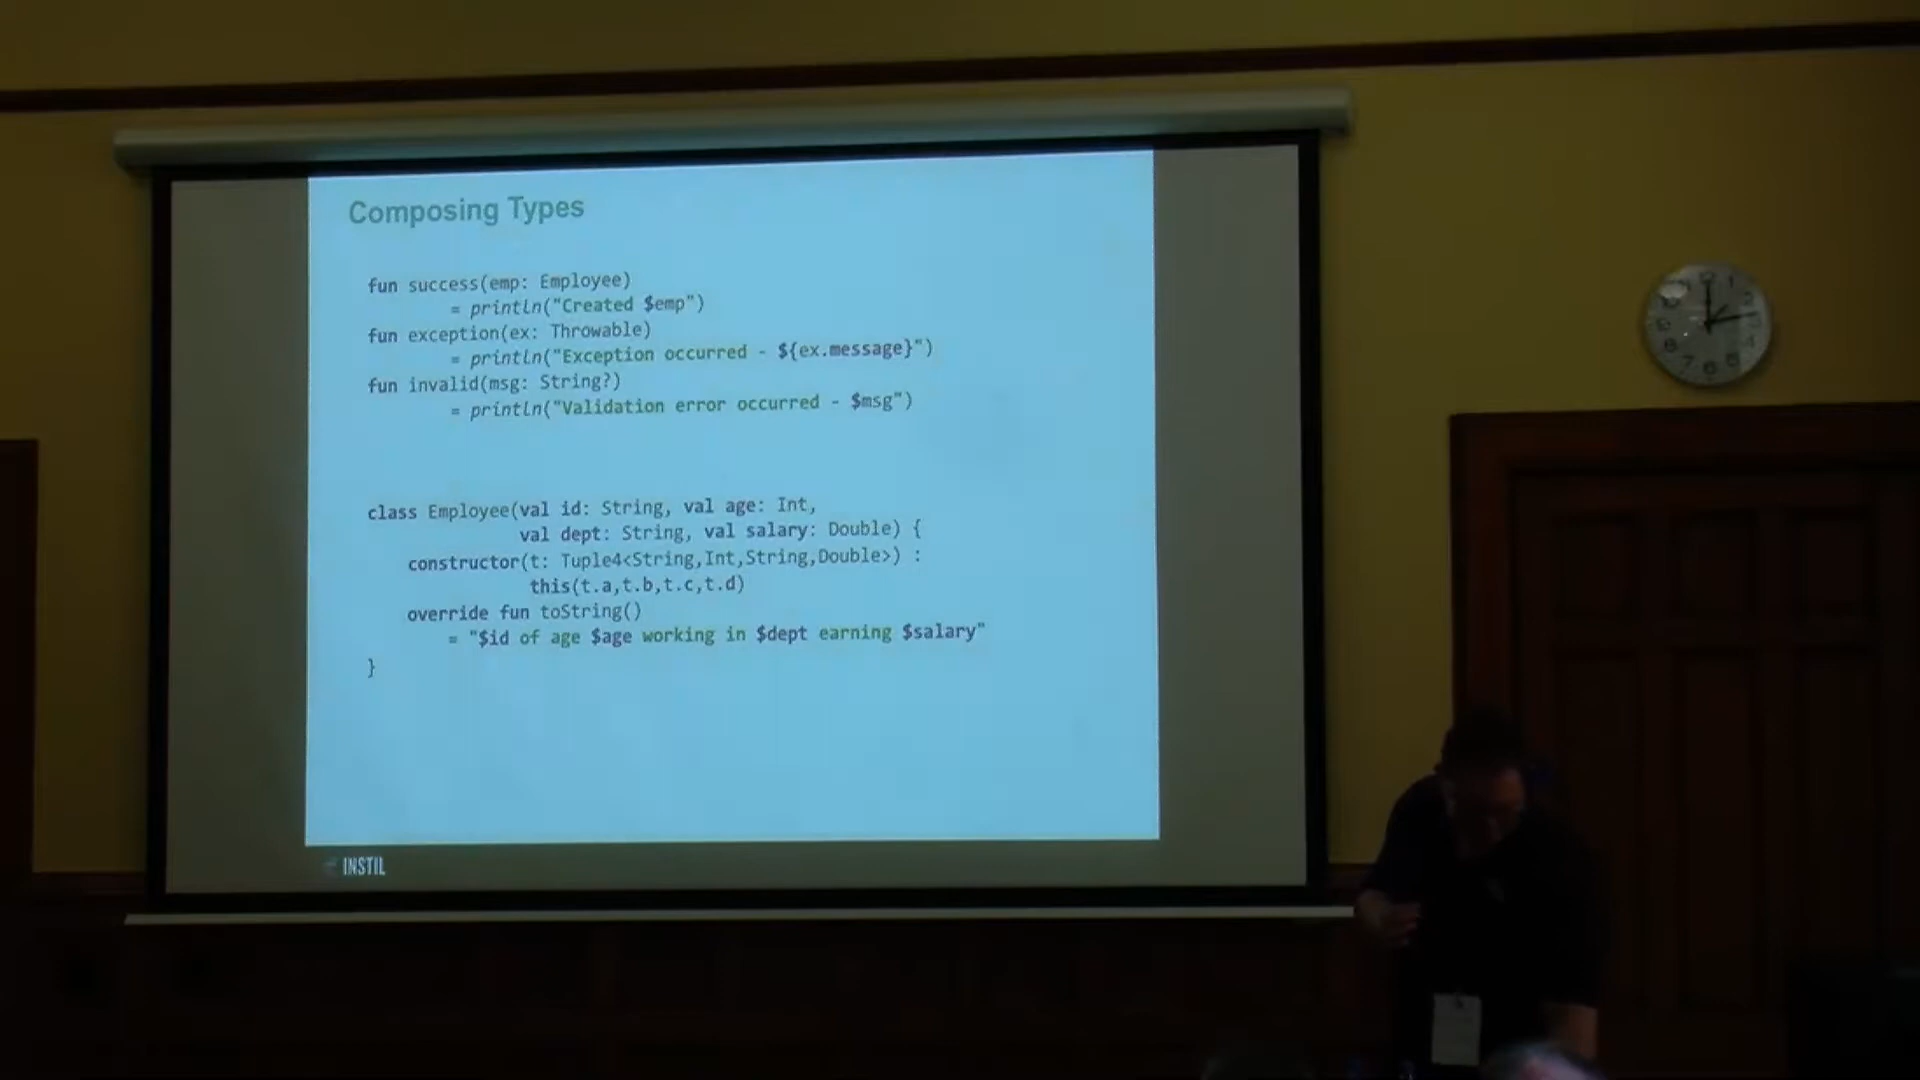 Composing Types
fun success(emp: Employee)
= println("Created $emp")
fun exception(ex: Throwable)
= println("Exception occurred - ${ex.message}")
fun invalid(msg: String?)
= println("Validation error occurred - $msg")
class Employee(val id: String, val age: Int,
val dept: String, val salary: Double) {
constructor(t: Tuple4<String,Int,String,Double>) :
this(t.a,t.b,t.c,t.d)
override fun toString()
= "$id of age $age working in $dept earning $salary"
}
INSTIL